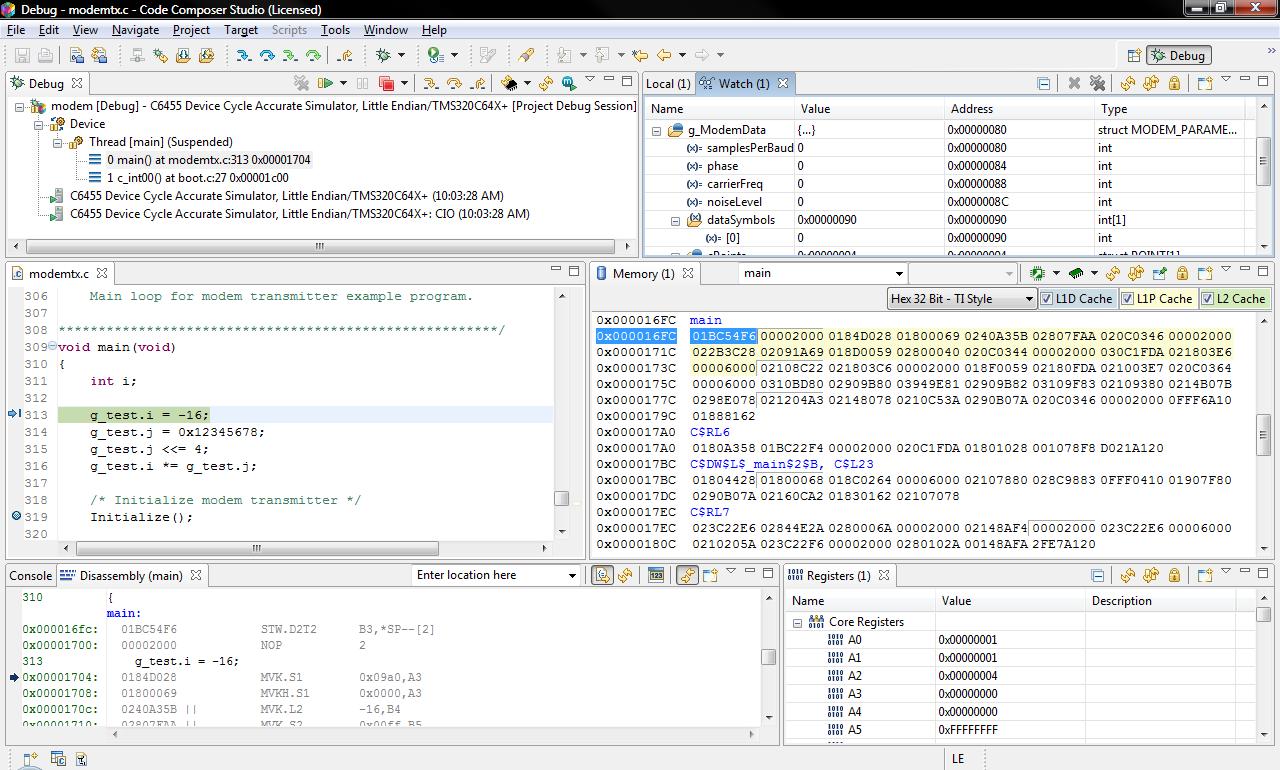 Debug - modemtx.c - Code Composer Studio (Licensed)
File Edit View Navigate Project Target Scripts Tools Window Help
Debug
Debug
modem [Debug] - C6455 Device Cycle Accurate Simulator, Little Endian/TMS320C64X+ [Project Debug Session]
Device
Thread [main] (Suspended)
0 main() at modemtx.c:313 0x00001704
1 c_int00() at boot.c:27 0x00001c00
C6455 Device Cycle Accurate Simulator, Little Endian/TMS320C64X+ (10:03:28 AM)
C6455 Device Cycle Accurate Simulator, Little Endian/TMS320C64X+: CIO (10:03:28 AM)
Local (1) Watch (1)
Name Value Address Type
g_ModemData {...} 0x00000080 struct MODEM_PARAME...
(x)= samplesPerBaud 0 0x00000080 int
(x)= phase 0 0x00000084 int
(x)= carrierFreq 0 0x00000088 int
(x)= noiseLevel 0 0x0000008C int
dataSymbols 0x00000090 0x00000090 int[1]
(x)= [0] 0 0x00000090 int
modemtx.c
306 Main loop for modem transmitter example program.
307
308 *******************************************************/
309 void main(void)
310 {
311 int i;
312
313 g_test.i = -16;
314 g_test.j = 0x12345678;
315 g_test.j <<= 4;
316 g_test.i *= g_test.j;
317
318 /* Initialize modem transmitter */
319 Initialize();
320
Memory (1) main
Hex 32 Bit - TI Style L1D Cache L1P Cache L2 Cache
0x000016FC main
0x000016FC 01BC54F6 00002000 0184D028 01800069 0240A35B 02807FAA 020C0346 00002000
0x0000171C 022B3C28 02091A69 018D0059 02800040 020C0344 00002000 030C1FDA 021803E6
0x0000173C 00006000 02108C22 021803C6 00002000 018F0059 02180FDA 021003E7 020C0364
0x0000175C 00006000 0310BD80 02909B80 03949E81 02909B82 03109F83 02109380 0214B07B
0x0000177C 0298E078 021204A3 02148078 0210C53A 0290B07A 020C0346 00002000 0FFF6A10
0x0000179C 01888162
0x000017A0 C$RL6
0x000017A0 0180A358 01BC22F4 00002000 020C1FDA 01801028 001078F8 D021A120
0x000017BC C$DW$L$_main$2$B, C$L23
0x000017BC 01804428 01800068 018C0264 00006000 02107880 028C9883 0FFF0410 01907F80
0x000017DC 0290B07A 02160CA2 01830162 02107078
0x000017EC C$RL7
0x000017EC 023C22E6 02844E2A 0280006A 00002000 02148AF4 00002000 023C22E6 00006000
0x0000180C 0210205A 023C22F6 00002000 0280102A 00148AFA 2FE7A120
Console Disassembly (main) Enter location here
310 {
main:
0x000016fc: 01BC54F6 STW.D2T2 B3,*SP--[2]
0x00001700: 00002000 NOP 2
313 g_test.i = -16;
0x00001704: 0184D028 MVK.S1 0x09a0,A3
0x00001708: 01800069 MVKH.S1 0x0000,A3
0x0000170c: 0240A35B || MVK.L2 -16,B4
0x00001710: 02807FAA || MVK.S2 0x00ff,B5
Registers (1)
Name Value Description
Core Registers
A0 0x00000001
A1 0x00000001
A2 0x00000004
A3 0x00000000
A4 0x00000000
A5 0xFFFFFFFF
LE